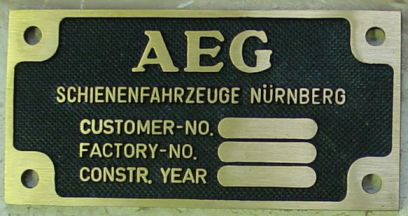 AEG
SCHIENENFAHRZEUGE NÜRNBERG
CUSTOMER-NO.
FACTORY-NO.
CONSTR. YEAR